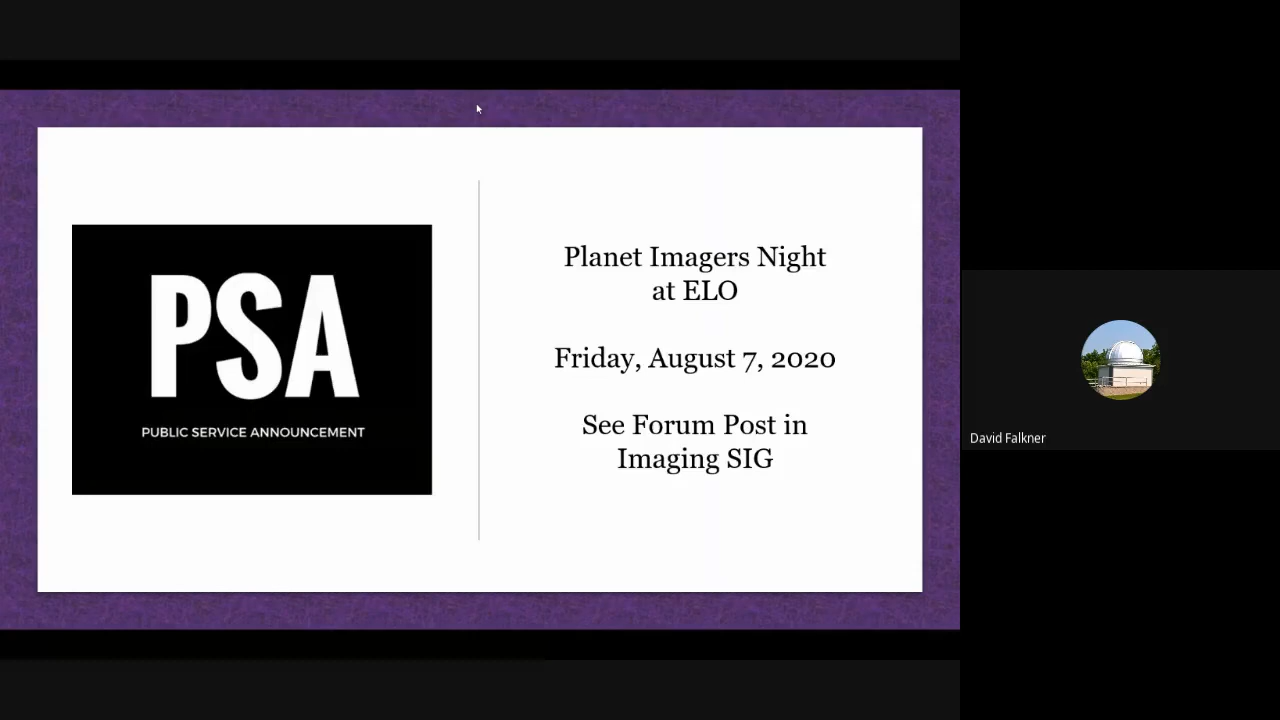 PSA
PUBLIC SERVICE ANNOUNCEMENT
Planet Imagers Night
at ELO
Friday, August 7, 2020
See Forum Post in
Imaging SIG
David Falkner